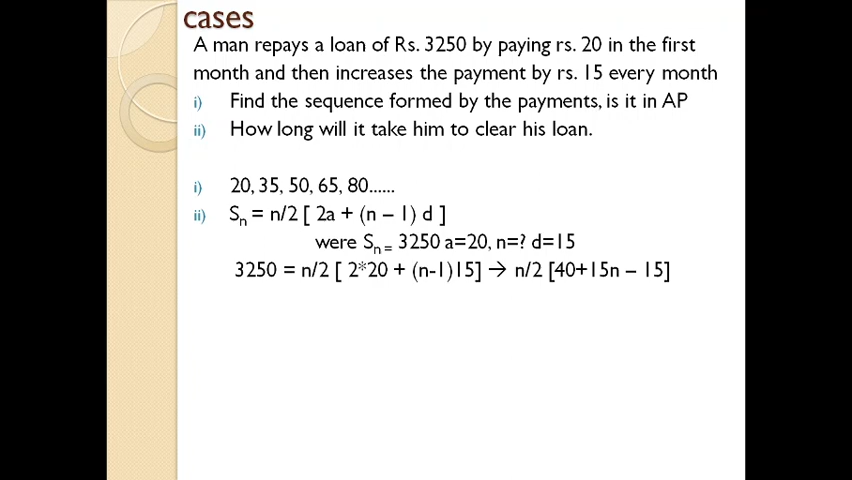 cases
A man repays a loan of Rs. 3250 by paying rs. 20 in the first
month and then increases the payment by rs. 15 every month
i) Find the sequence formed by the payments, is it in AP
ii) How long will it take him to clear his loan.
i) 20, 35, 50, 65, 80......
ii) Sn = n/2 [ 2a + (n – 1) d ]
were Sn = 3250 a=20, n=? d=15
3250 = n/2 [ 2*20 + (n-1)15] → n/2 [40+15n – 15]